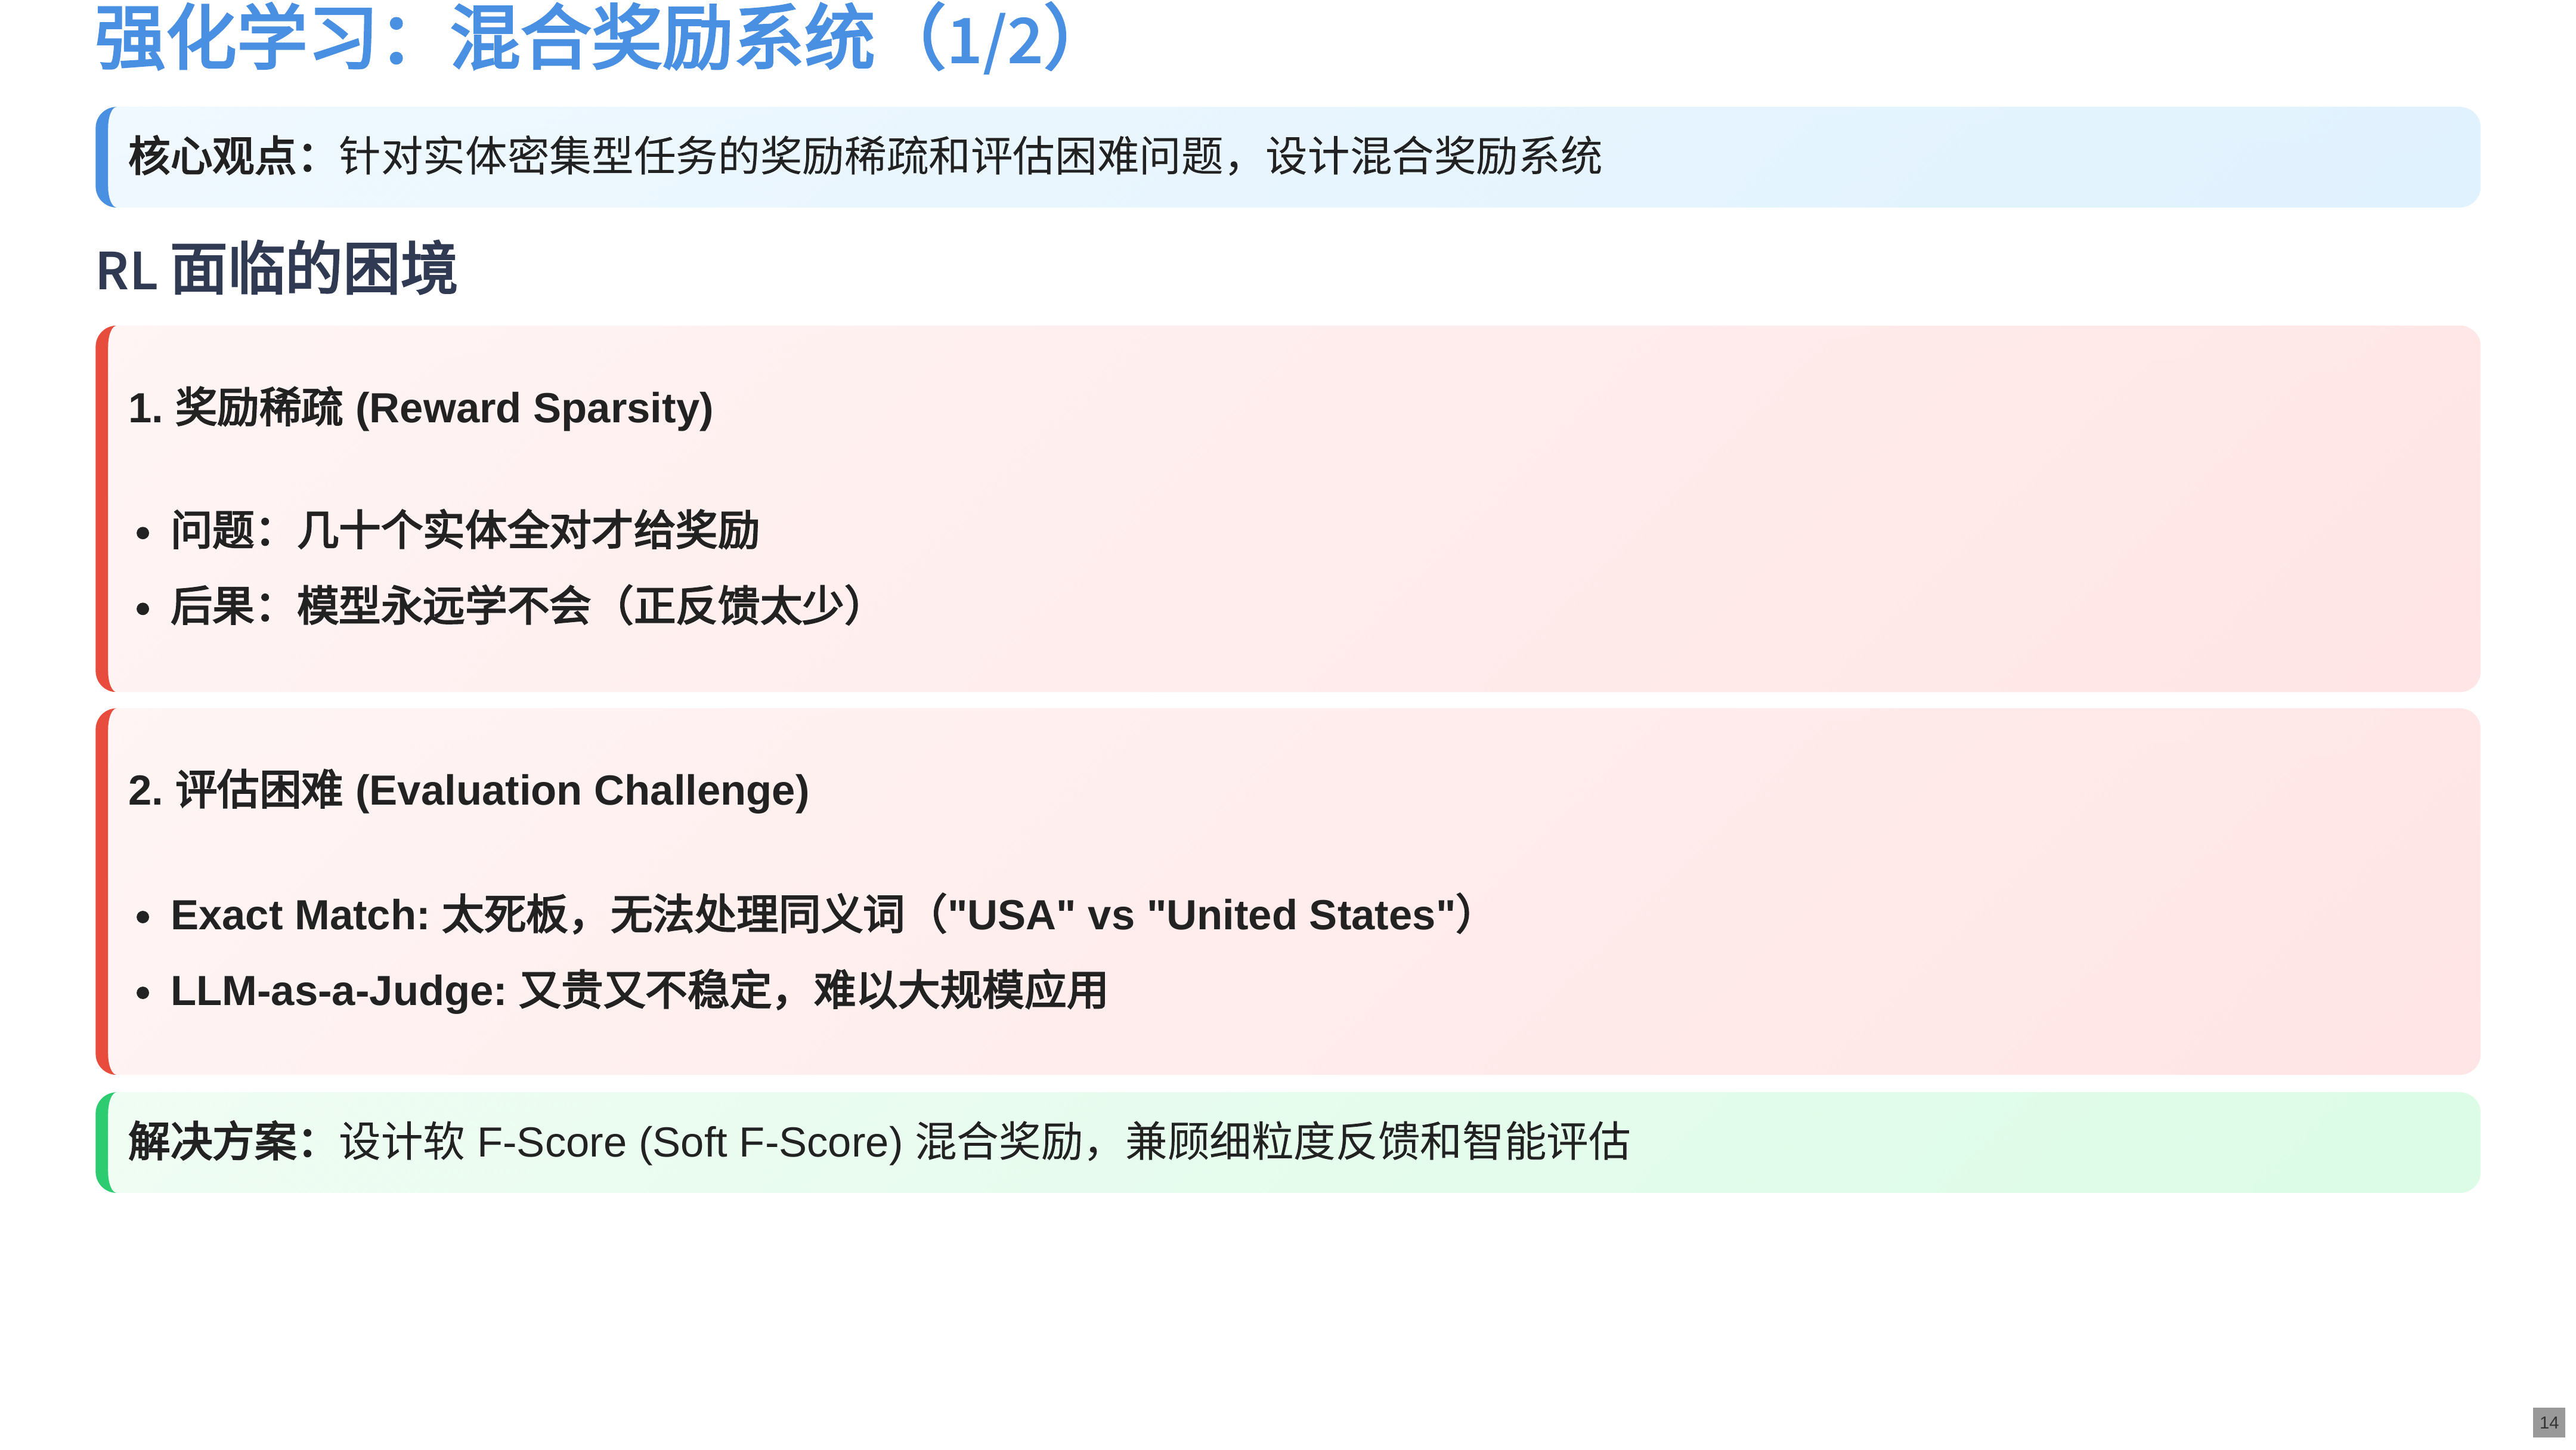 强化学习：混合奖励系统（1/2）
核心观点：针对实体密集型任务的奖励稀疏和评估困难问题，设计混合奖励系统
RL 面临的困境
1. 奖励稀疏 (Reward Sparsity)
• 问题：几十个实体全对才给奖励
• 后果：模型永远学不会（正反馈太少）
2. 评估困难 (Evaluation Challenge)
• Exact Match: 太死板，无法处理同义词（"USA" vs "United States"）
• LLM-as-a-Judge: 又贵又不稳定，难以大规模应用
解决方案：设计软 F-Score (Soft F-Score) 混合奖励，兼顾细粒度反馈和智能评估
14